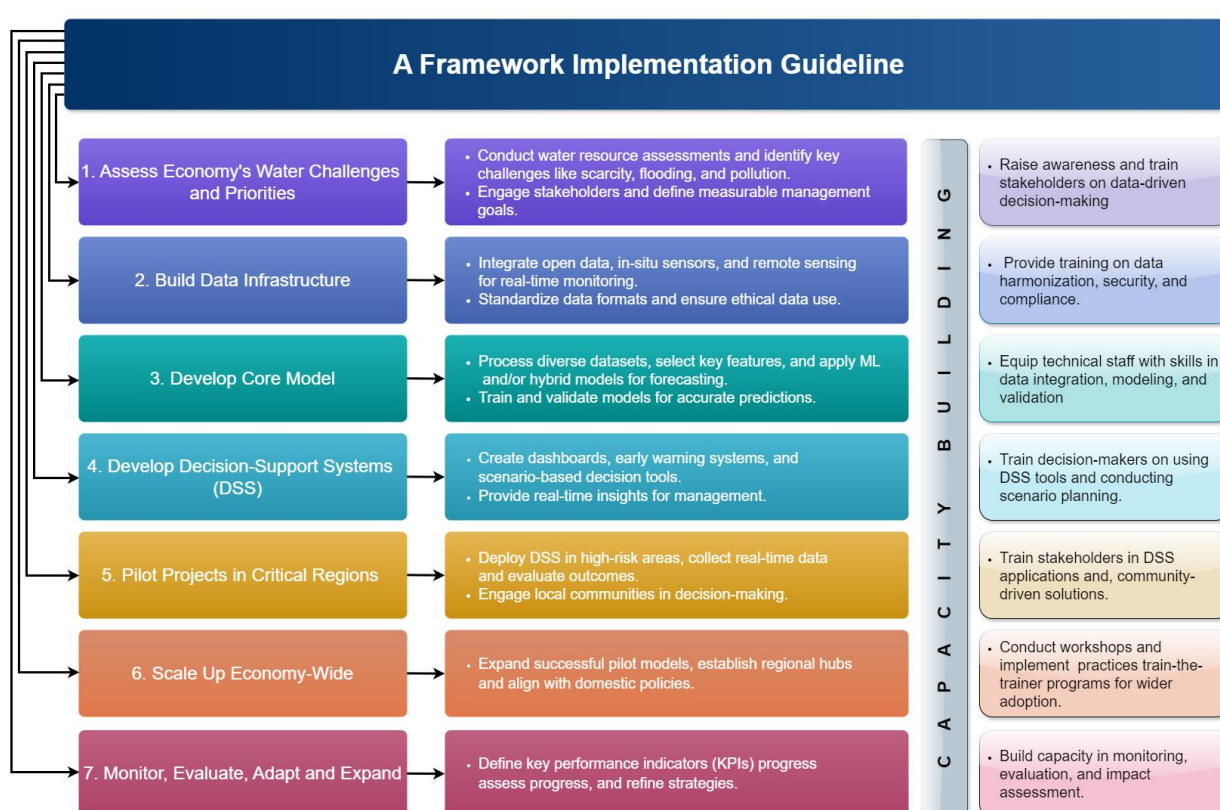 A Framework Implementation Guideline
1. Assess Economy's Water Challenges
and Priorities
• Conduct water resource assessments and identify key
challenges like scarcity, flooding, and pollution.
• Engage stakeholders and define measurable management
goals.
• Raise awareness and train
stakeholders on data-driven
decision-making
2. Build Data Infrastructure
• Integrate open data, in-situ sensors, and remote sensing
for real-time monitoring.
• Standardize data formats and ensure ethical data use.
• Provide training on data
harmonization, security, and
compliance.
3. Develop Core Model
• Process diverse datasets, select key features, and apply ML
and/or hybrid models for forecasting.
• Train and validate models for accurate predictions.
• Equip technical staff with skills in
data integration, modeling, and
validation
4. Develop Decision-Support Systems
(DSS)
• Create dashboards, early warning systems, and
scenario-based decision tools.
• Provide real-time insights for management.
• Train decision-makers on using
DSS tools and conducting
scenario planning.
5. Pilot Projects in Critical Regions
• Deploy DSS in high-risk areas, collect real-time data
and evaluate outcomes.
• Engage local communities in decision-making.
• Train stakeholders in DSS
applications and, community-
driven solutions.
6. Scale Up Economy-Wide
• Expand successful pilot models, establish regional hubs
and align with domestic policies.
• Conduct workshops and
implement practices train-the-
trainer programs for wider
adoption.
7. Monitor, Evaluate, Adapt and Expand
• Define key performance indicators (KPIs) progress
assess progress, and refine strategies.
• Build capacity in monitoring,
evaluation, and impact
assessment.
CAPACITY BUILDING